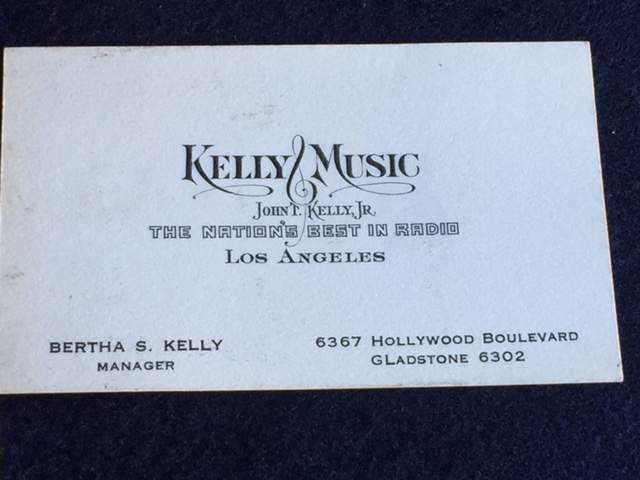 Kelly Music
John T. Kelly, Jr.
THE NATION'S BEST IN RADIO
Los Angeles
BERTHA S. KELLY
MANAGER
6367 Hollywood Boulevard
GLadstone 6302